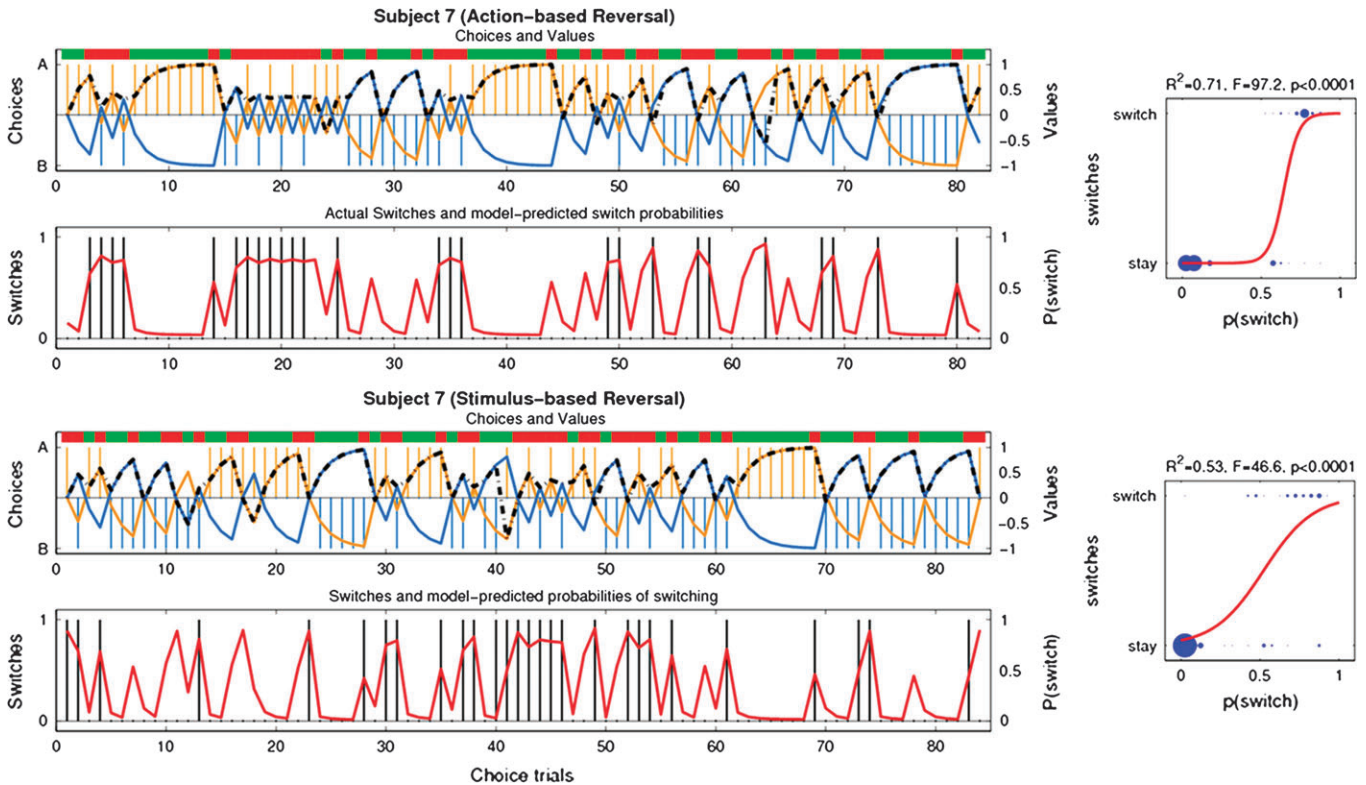 Subject 7 (Action−based Reversal)
Choices and Values
Choices
A
B
Values
1
0.5
0
−0.5
−1
0 10 20 30 40 50 60 70 80
Actual Switches and model−predicted switch probabilities
Switches
1
0
P(switch)
1
0.5
0
0 10 20 30 40 50 60 70 80
R²=0.71, F=97.2, p<0.0001
switches
switch
stay
0 0.5 1
p(switch)
Subject 7 (Stimulus−based Reversal)
Choices and Values
Choices
A
B
Values
1
0.5
0
−0.5
−1
0 10 20 30 40 50 60 70 80
Switches and model−predicted probabilities of switching
Switches
1
0
P(switch)
1
0.5
0
0 10 20 30 40 50 60 70 80
Choice trials
R²=0.53, F=46.6, p<0.0001
switches
switch
stay
0 0.5 1
p(switch)